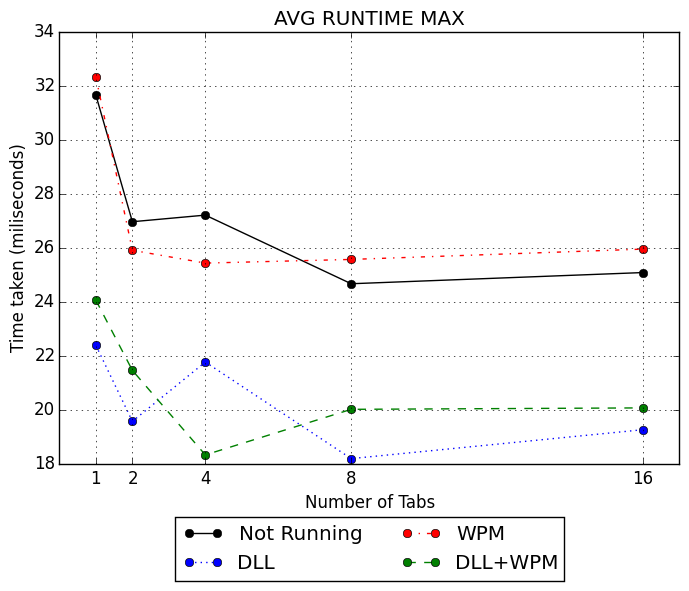 AVG RUNTIME MAX
34
32
30
28
26
24
22
20
18
Time taken (miliseconds)
1 2 4 8 16
Number of Tabs
Not Running WPM
DLL DLL+WPM